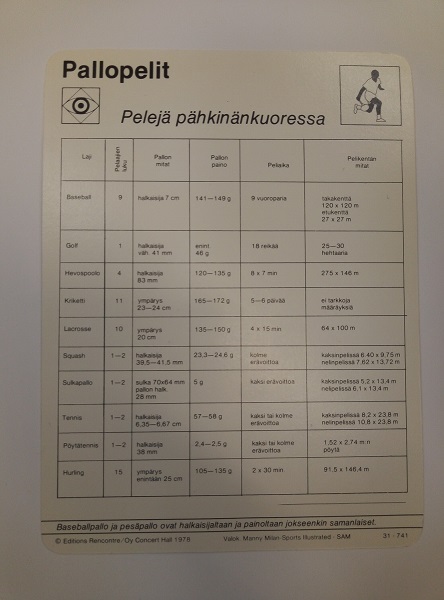 Pallopelit
Pelejä pähkinänkuoressa
Laji Pelaajien luku Pallon mitat Pallon paino Peliaika Pelikentän mitat
Baseball 9 halkaisija 7 cm 141—149 g 9 vuoroparia takakenttä
120 x 120 m
etukenttä
27 x 27 m
Golf 1 halkaisija enint 18 reikää 25—30
väh. 41 mm 46 g hehtaaria
Hevospoolo 4 halkaisija 120—135 g 8 x 7 min 275 x 146 m
83 mm
Kriketti 11 ympärys 165—172 g 5—6 päivää ei tarkkoja
23—24 cm määräyksiä
Lacrosse 10 ympärys 135—150 g 4 x 15 min 64 x 100 m
20 cm
Squash 1—2 halkaisija 23,3—24,6 g kolme kaksinpelissä 6.40 x 9,75 m
39,5—41,5 mm erävoittoa nelinpelissä 7.62 x 13,72 m
Sulkapallo 1—2 sulka 70x64 mm 5 g kaksi erävoittoa kaksinpelissä 5,2 x 13,4 m
pallon halk. nelipelissä 6.1 x 13,4 m
28 mm
Tennis 1—2 halkaisija 57—58 g kaksi tai kolme kaksinpelissä 8.2 x 23,8 m
6,35—6,67 cm erävoittoa nelinpelissä 10,8 x 23,8 m
Pöytätennis 1—2 halkaisija 2,4—2,5 g kaksi tai kolme 1,52 x 2,74 m:n
38 mm erävoittoa pöytä
Hurling 15 ympärys 105—135 g 2 x 30 min 91,5 x 146,4 m
enintään 25 cm
Baseballpallo ja pesäpallo ovat halkaisijaltaan ja painoltaan jokseenkin samanlaiset.
© Editions Rencontre/Oy Concert Hall 1978 Valok. Manny Milan-Sports Illustrated - SAM 31 - 741